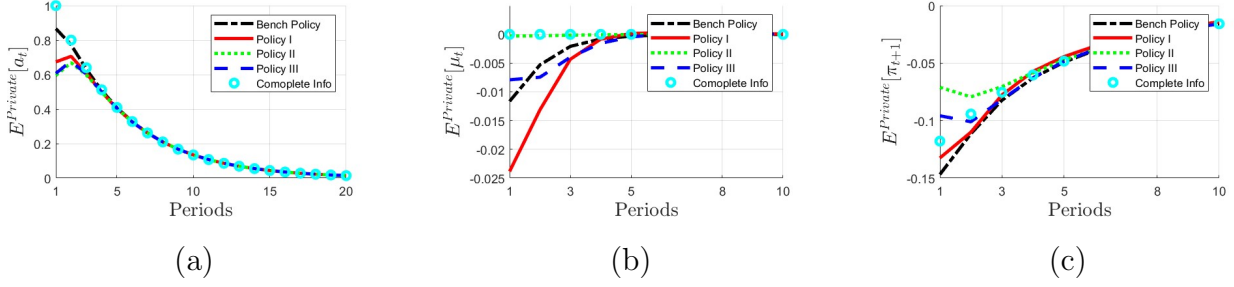 E^{Private}[a_t]
1
0.8
0.6
0.4
0.2
0
1
5
10
15
20
Periods
Bench Policy
Policy I
Policy II
Policy III
Comoplete Info
(a)
E^{Private}[μ_t]
0
-0.005
-0.01
-0.015
-0.02
-0.025
1
3
5
8
10
Periods
Bench Policy
Policy I
Policy II
Policy III
Comoplete Info
(b)
E^{Private}[π_{t+1}]
0
-0.05
-0.1
-0.15
1
3
5
8
10
Periods
Bench Policy
Policy I
Policy II
Policy III
Comoplete Info
(c)